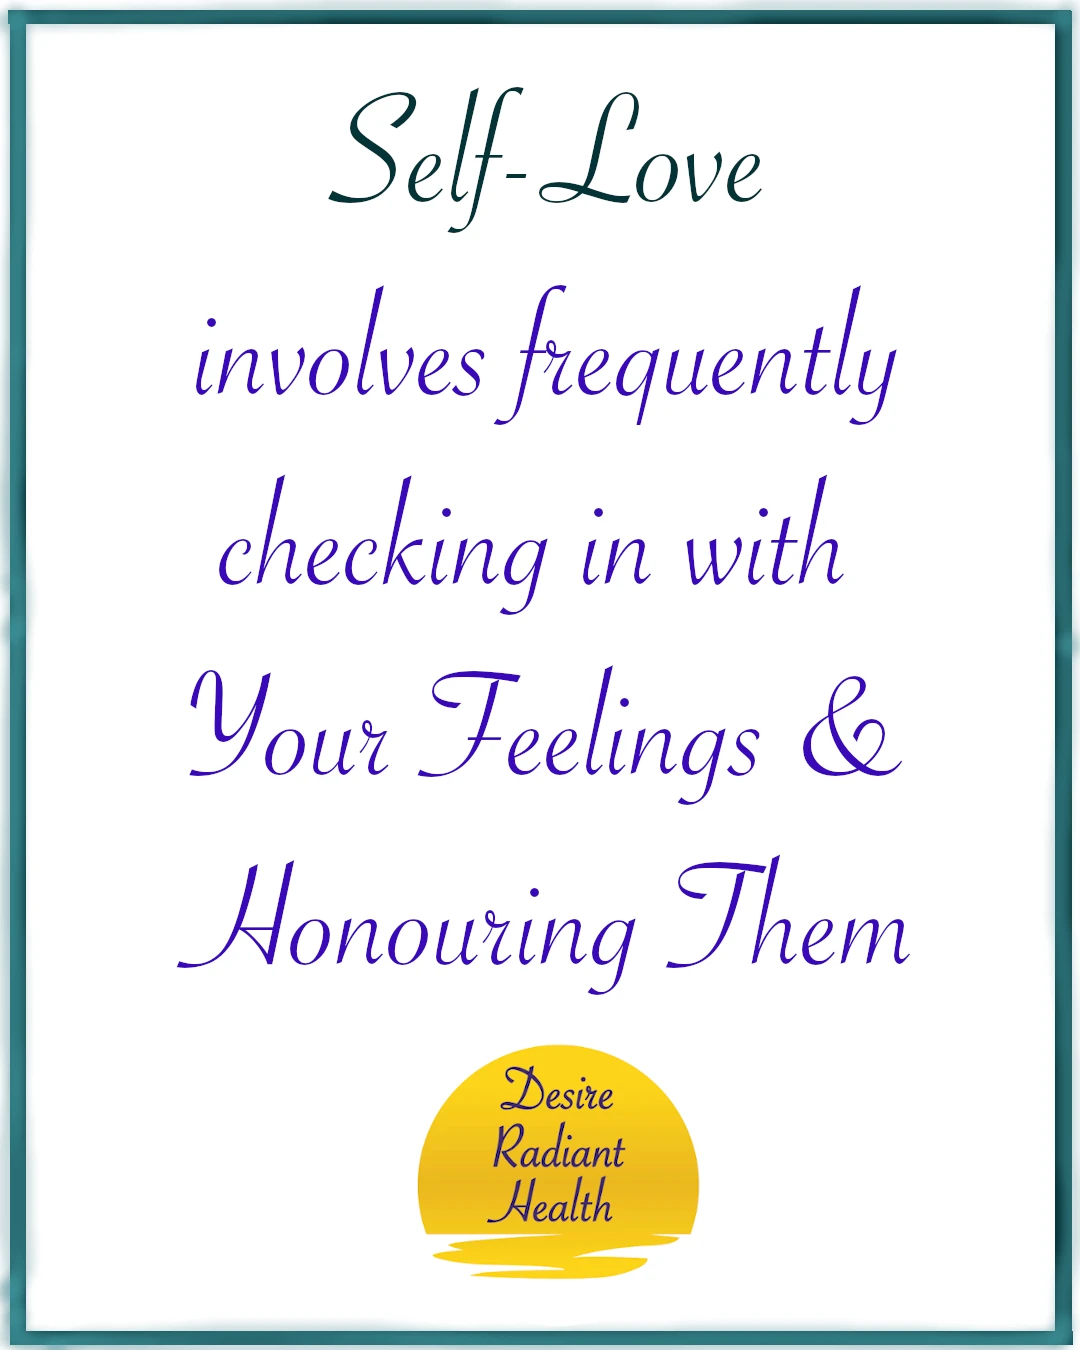 Self-Love
involves frequently
checking in with
Your Feelings &
Honouring Them
Desire
Radiant
Health